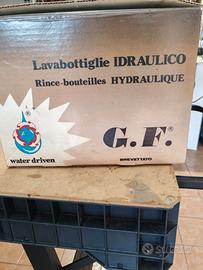 Lavabottiglie IDRAULICO
Rince-bouteilles HYDRAULIQUE
G.F.®
water driven
BREVETTATO